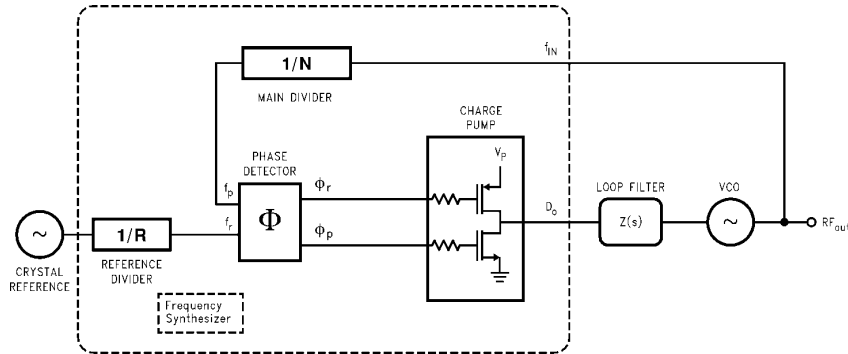 1/N
f_IN
MAIN DIVIDER
CHARGE
PUMP
V_P
PHASE
DETECTOR
f_p
ϕ_r
LOOP FILTER
VCO
Φ
D_o
Z(s)
~
RF_out
f_r
ϕ_p
~
1/R
CRYSTAL
REFERENCE
REFERENCE
DIVIDER
Frequency
Synthesizer